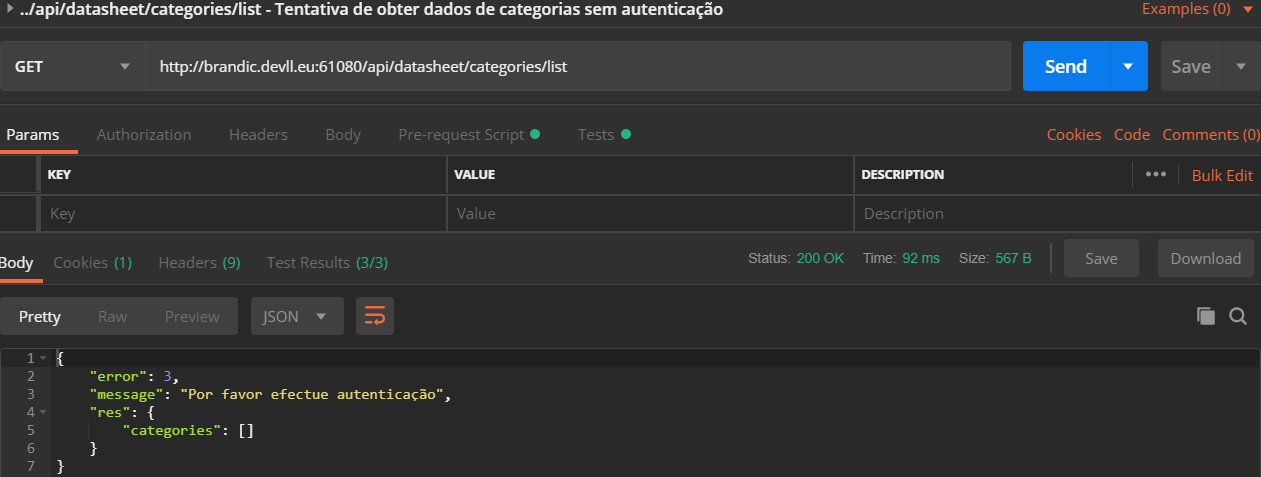 ../api/datasheet/categories/list - Tentativa de obter dados de categorias sem autenticação
Examples (0)
GET
http://brandic.devll.eu:61080/api/datasheet/categories/list
Send
Save
Params
Authorization
Headers
Body
Pre-request Script
Tests
Cookies
Code
Comments (0)
KEY
VALUE
DESCRIPTION
Bulk Edit
Key
Value
Description
Body
Cookies (1)
Headers (9)
Test Results (3/3)
Status: 200 OK
Time: 92 ms
Size: 567 B
Save
Download
Pretty
Raw
Preview
JSON
1 {
2 "error": 3,
3 "message": "Por favor efectue autenticação",
4 "res": {
5 "categories": []
6 }
7 }